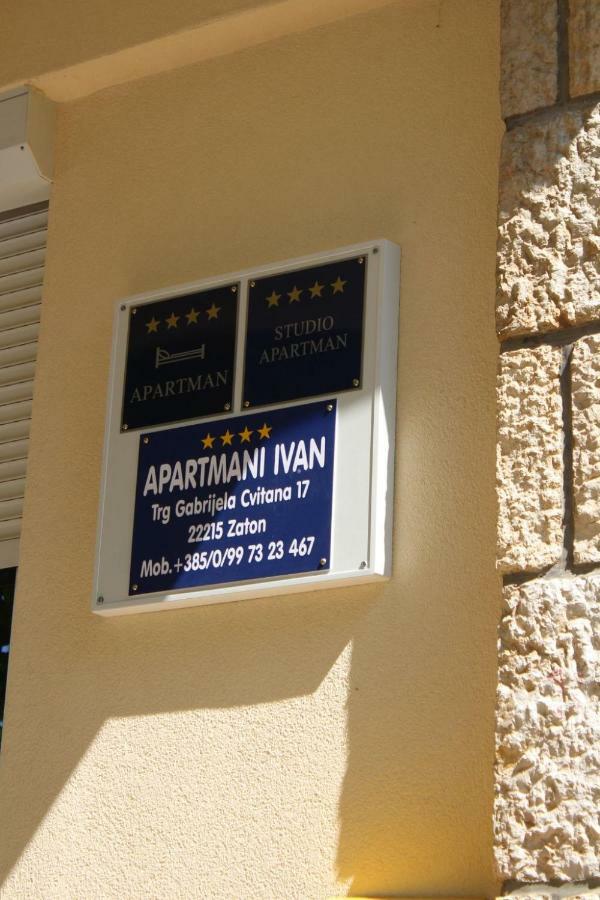 APARTMAN
STUDIO
APARTMAN
APARTMANI IVAN
Trg Gabrijela Cvitana 17
22215 Zaton
Mob.+385/0/99 73 23 467